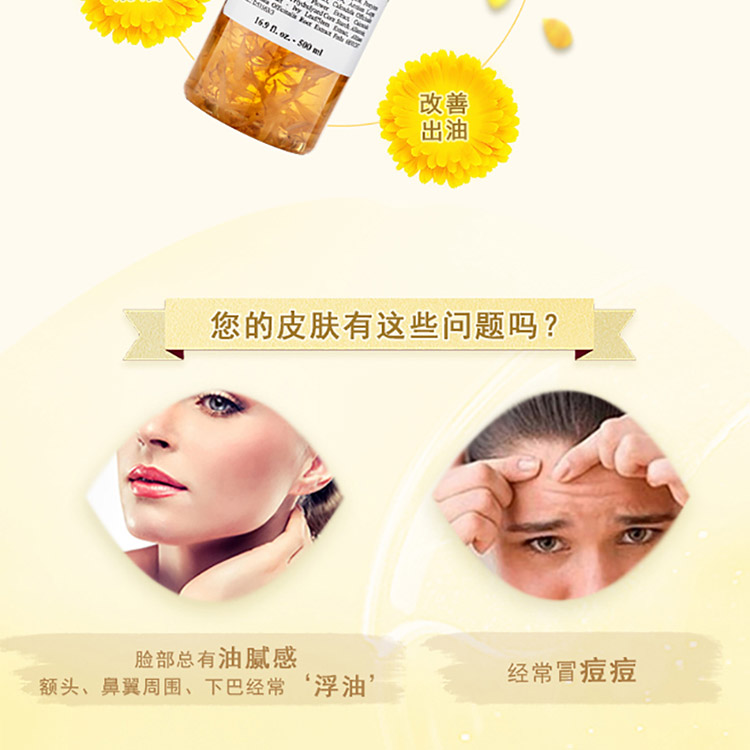 16.9 fl. oz. - 500 ml
改善
出油
您的皮肤有这些问题吗？
脸部总有油腻感
额头、鼻翼周围、下巴经常‘浮油’
经常冒痘痘